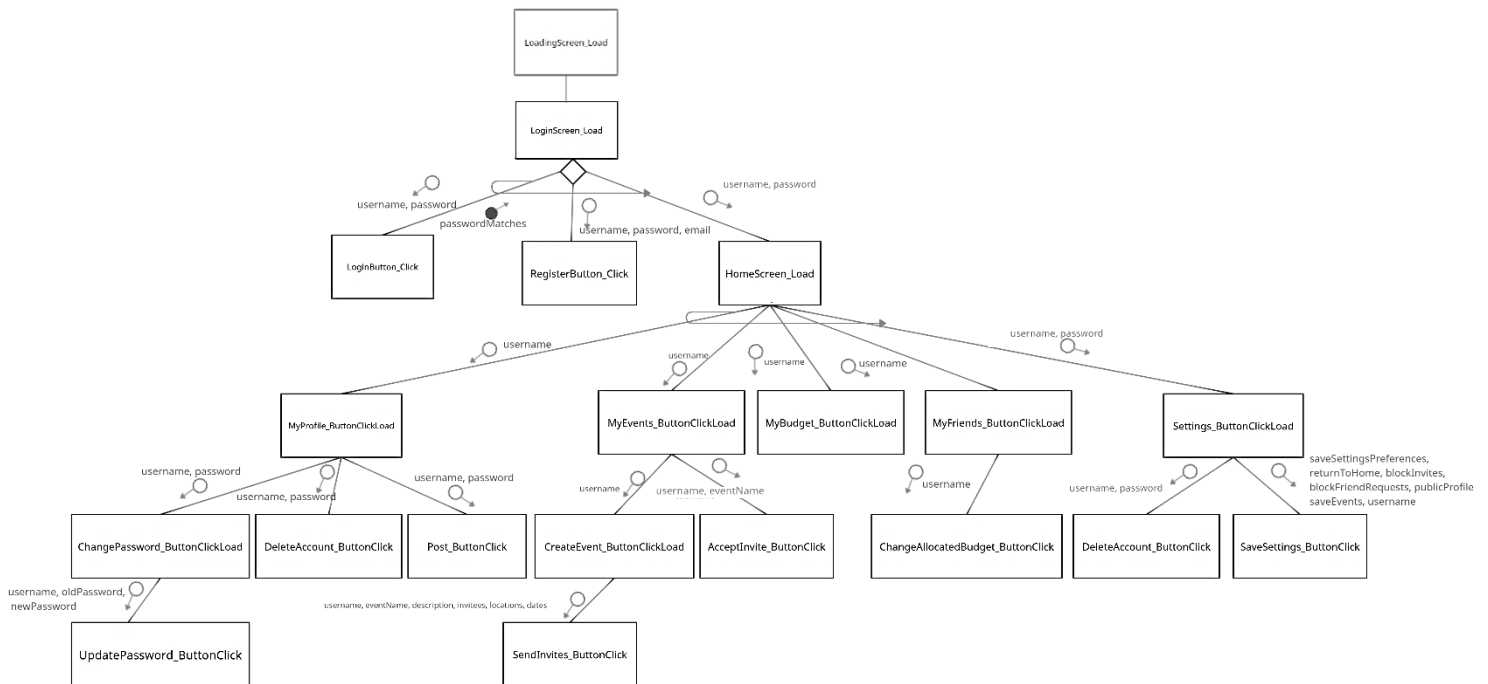 LoadingScreen_Load
LoginScreen_Load
username, password
passwordMatches
username, password, email
username, password
LoginButton_Click
RegisterButton_Click
HomeScreen_Load
username
username
username
username
username, password
MyProfile_ButtonClickLoad
MyEvents_ButtonClickLoad
MyBudget_ButtonClickLoad
MyFriends_ButtonClickLoad
Settings_ButtonClickLoad
username, password
username, password
username, password
username
username, eventName
username
username, password
saveSettingsPreferences,
returnToHome, blockInvites,
blockFriendRequests, publicProfile
saveEvents, username
ChangePassword_ButtonClickLoad
DeleteAccount_ButtonClick
Post_ButtonClick
CreateEvent_ButtonClickLoad
AcceptInvite_ButtonClick
ChangeAllocatedBudget_ButtonClick
DeleteAccount_ButtonClick
SaveSettings_ButtonClick
username, oldPassword,
newPassword
username, eventName, description, invitees, locations, dates
UpdatePassword_ButtonClick
SendInvites_ButtonClick